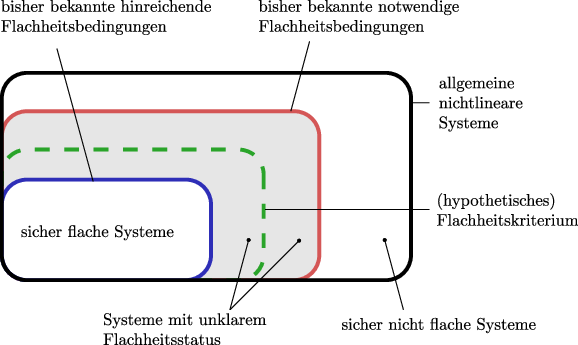 bisher bekannte hinreichende
Flachheitsbedingungen
bisher bekannte notwendige
Flachheitsbedingungen
allgemeine
nichtlineare
Systeme
(hypothetisches)
Flachheitskriterium
sicher flache Systeme
Systeme mit unklarem
Flachheitsstatus
sicher nicht flache Systeme